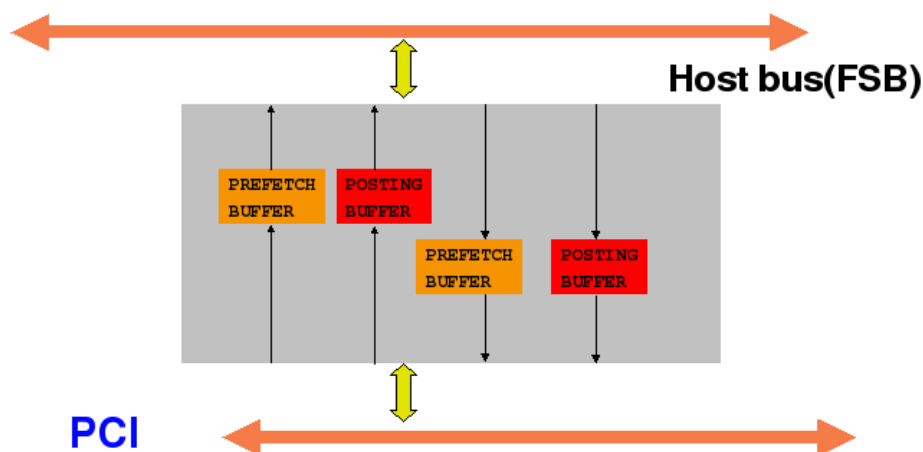 Host bus(FSB)
PREFETCH
BUFFER
POSTING
BUFFER
PREFETCH
BUFFER
POSTING
BUFFER
PCI